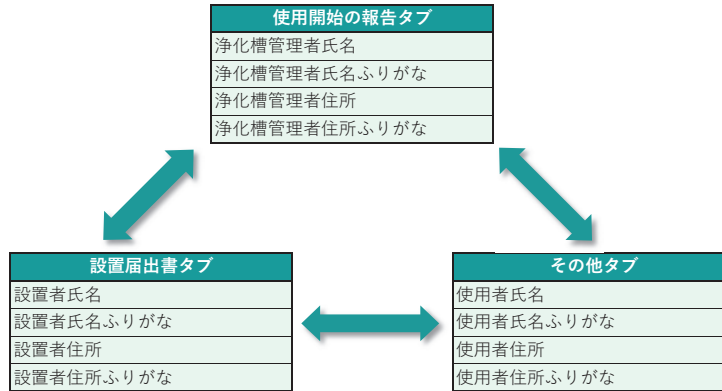 使用開始の報告タブ
浄化槽管理者氏名
浄化槽管理者氏名ふりがな
浄化槽管理者住所
浄化槽管理者住所ふりがな
設置届出書タブ
設置者氏名
設置者氏名ふりがな
設置者住所
設置者住所ふりがな
その他タブ
使用者氏名
使用者氏名ふりがな
使用者住所
使用者住所ふりがな